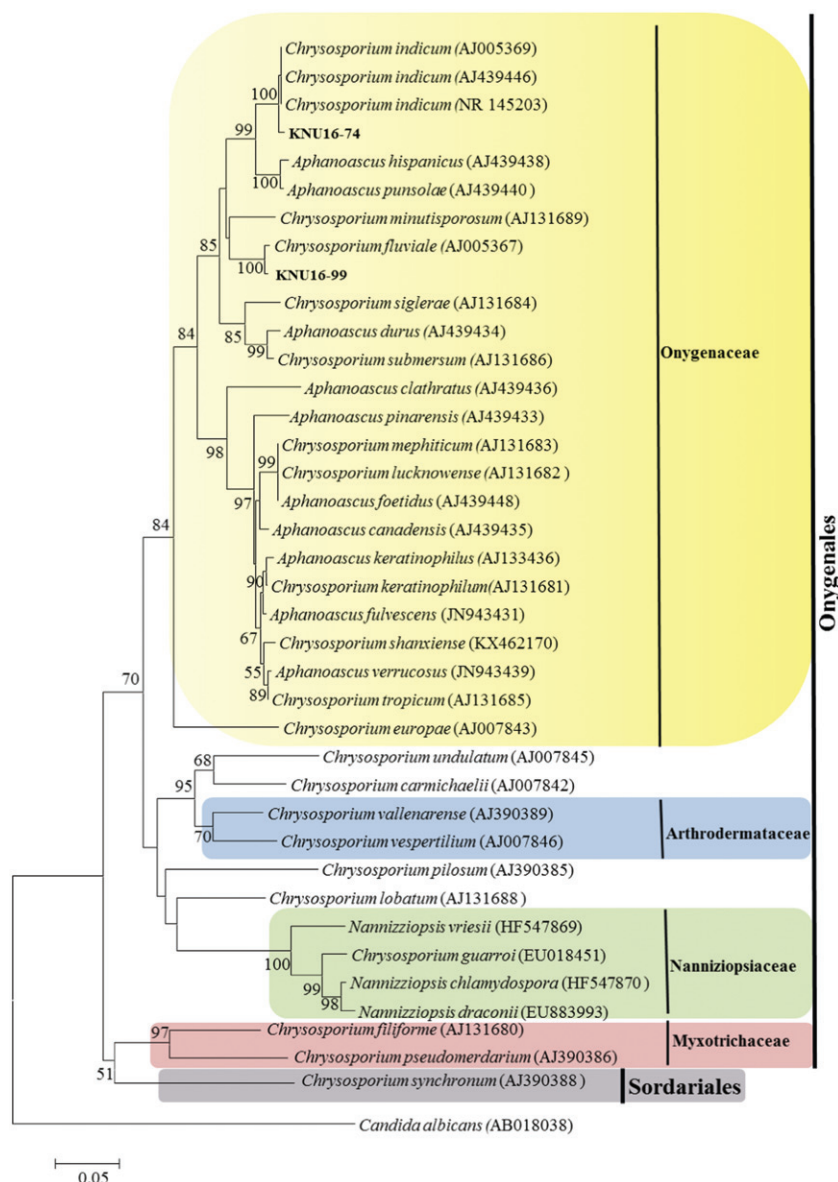 Chrysosporium indicum (AJ005369)
Chrysosporium indicum (AJ439446)
100
Chrysosporium indicum (NR 145203)
99
KNU16-74
Aphanoascus hispanicus (AJ439438)
100
Aphanoascus punsolae (AJ439440)
Chrysosporium minutisporosum (AJ131689)
85
Chrysosporium fluviale (AJ005367)
100
KNU16-99
Chrysosporium siglerae (AJ131684)
84
85
Aphanoascus durus (AJ439434)
99
Chrysosporium submersum (AJ131686)
Onygenaceae
Aphanoascus clathratus (AJ439436)
Aphanoascus pinarensis (AJ439433)
98
Chrysosporium mephiticum (AJ131683)
99
Chrysosporium lucknowense (AJ131682 )
97
Aphanoascus foetidus (AJ439448)
84
Aphanoascus canadensis (AJ439435)
Aphanoascus keratinophilus (AJ133436)
90
Chrysosporium keratinophilum(AJ131681)
Aphanoascus fulvescens (JN943431)
67
Chrysosporium shanxiense (KX462170)
55
Aphanoascus verrucosus (JN943439)
89
Chrysosporium tropicum (AJ131685)
70
Chrysosporium europae (AJ007843)
Onygenales
68
Chrysosporium undulatum (AJ007845)
95
Chrysosporium carmichaelii (AJ007842)
Chrysosporium vallenarense (AJ390389)
70
Chrysosporium vespertilium (AJ007846)
Arthrodermataceae
Chrysosporium pilosum (AJ390385)
Chrysosporium lobatum (AJ131688)
Nannizziopsis vriesii (HF547869)
100
Chrysosporium guarroi (EU018451)
99
Nannizziopsis chlamydospora (HF547870 )
98
Nannizziopsis draconii (EU883993)
Nanniziopsiaceae
97
Chrysosporium filiforme (AJ131680)
Chrysosporium pseudomerdarium (AJ390386)
Myxotrichaceae
51
Chrysosporium synchronum (AJ390388)
Sordariales
Candida albicans (AB018038)
0.05